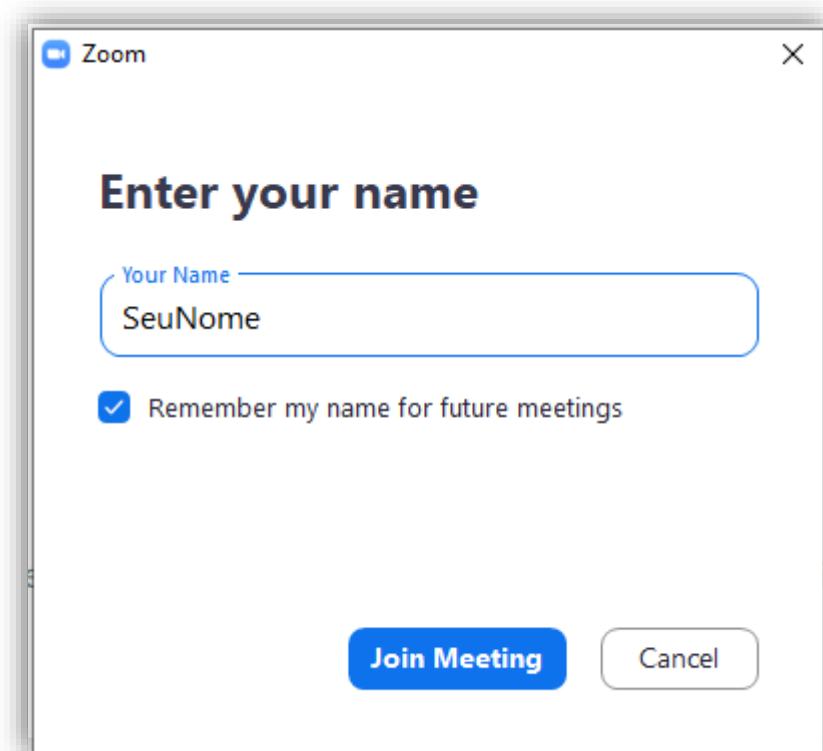 Zoom
Enter your name
Your Name
SeuNome
Remember my name for future meetings
Join Meeting Cancel